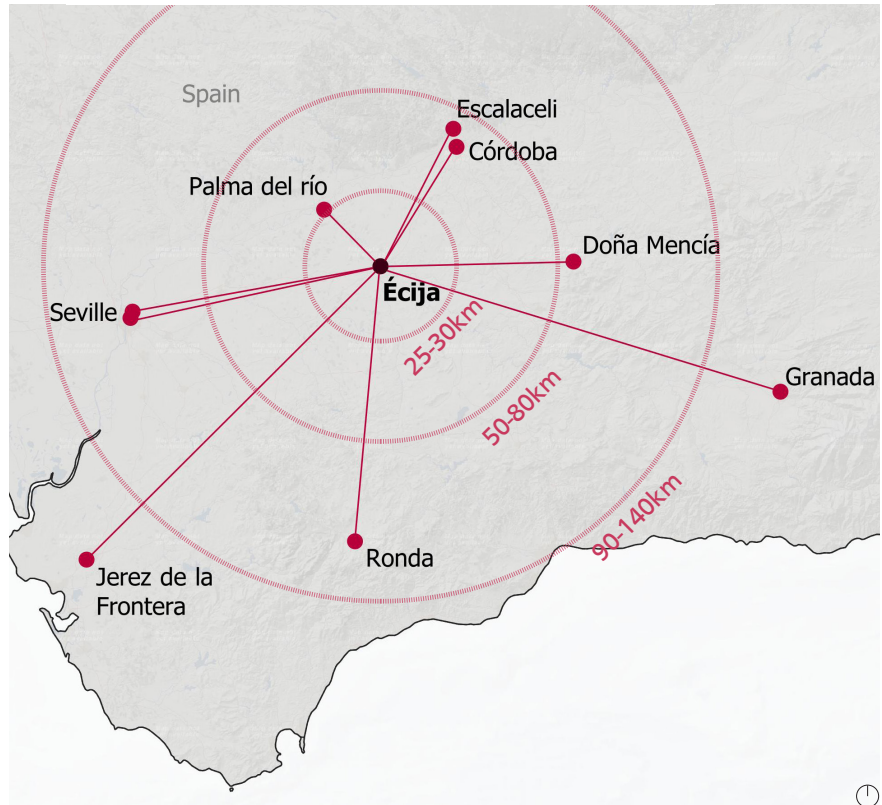 Spain
Escalaceli
Córdoba
Palma del río
Doña Mencía
Écija
Seville
25-30km
Granada
50-80km
90-140km
Ronda
Jerez de la
Frontera